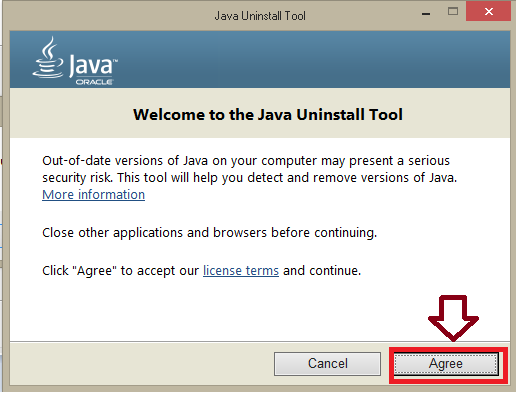 Java Uninstall Tool
Java™
ORACLE
Welcome to the Java Uninstall Tool
Out-of-date versions of Java on your computer may present a serious
security risk. This tool will help you detect and remove versions of Java.
More information
Close other applications and browsers before continuing.
Click "Agree" to accept our license terms and continue.
Cancel
Agree